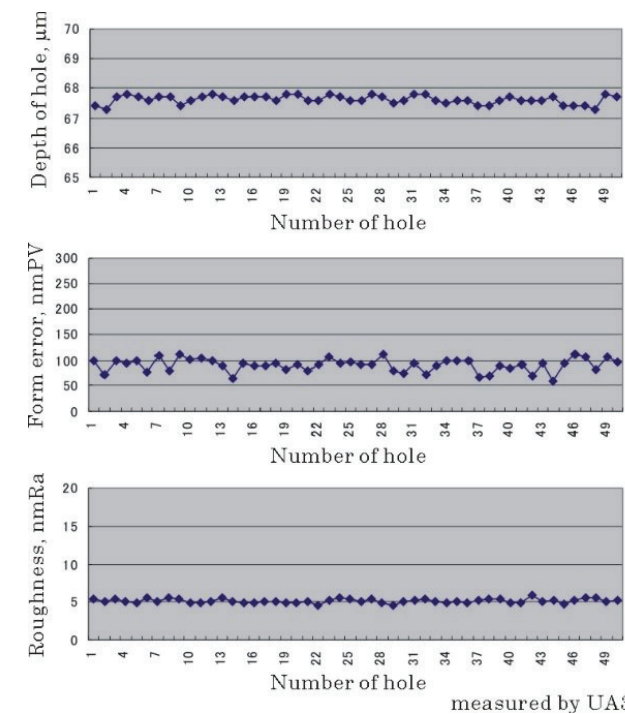 Depth of hole, μm
70
69
68
67
66
65
1 4 7 10 13 16 19 22 25 28 31 34 37 40 43 46 49
Number of hole
Form error, nmPV
300
250
200
150
100
50
0
1 4 7 10 13 16 19 22 25 28 31 34 37 40 43 46 49
Number of hole
Roughness, nmRa
20
15
10
5
0
1 4 7 10 13 16 19 22 25 28 31 34 37 40 43 46 49
Number of hole
measured by